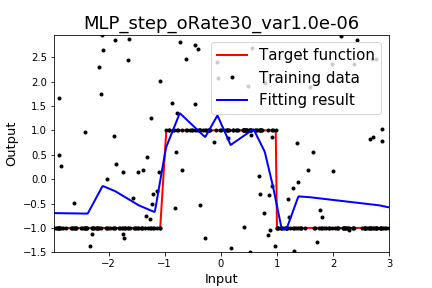 MLP_step_oRate30_var1.0e-06
Target function
Training data
Fitting result
Output
2.5
2.0
1.5
1.0
0.5
0.0
−0.5
−1.0
−1.5
−2
−1
0
1
2
3
Input